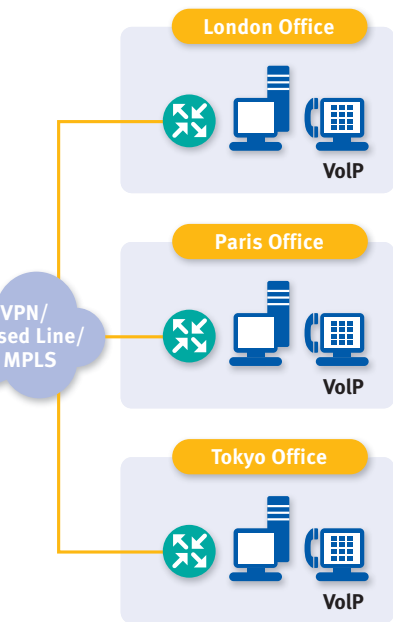 London Office
VoIP
Paris Office
VPN/
sed Line/
MPLS
VoIP
Tokyo Office
VoIP